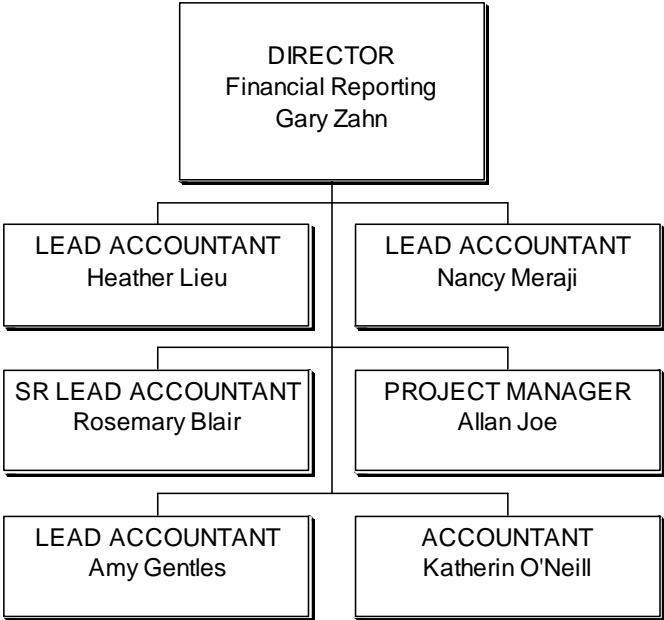 DIRECTOR
Financial Reporting
Gary Zahn
LEAD ACCOUNTANT
Heather Lieu
LEAD ACCOUNTANT
Nancy Meraji
SR LEAD ACCOUNTANT
Rosemary Blair
PROJECT MANAGER
Allan Joe
LEAD ACCOUNTANT
Amy Gentles
ACCOUNTANT
Katherin O'Neill